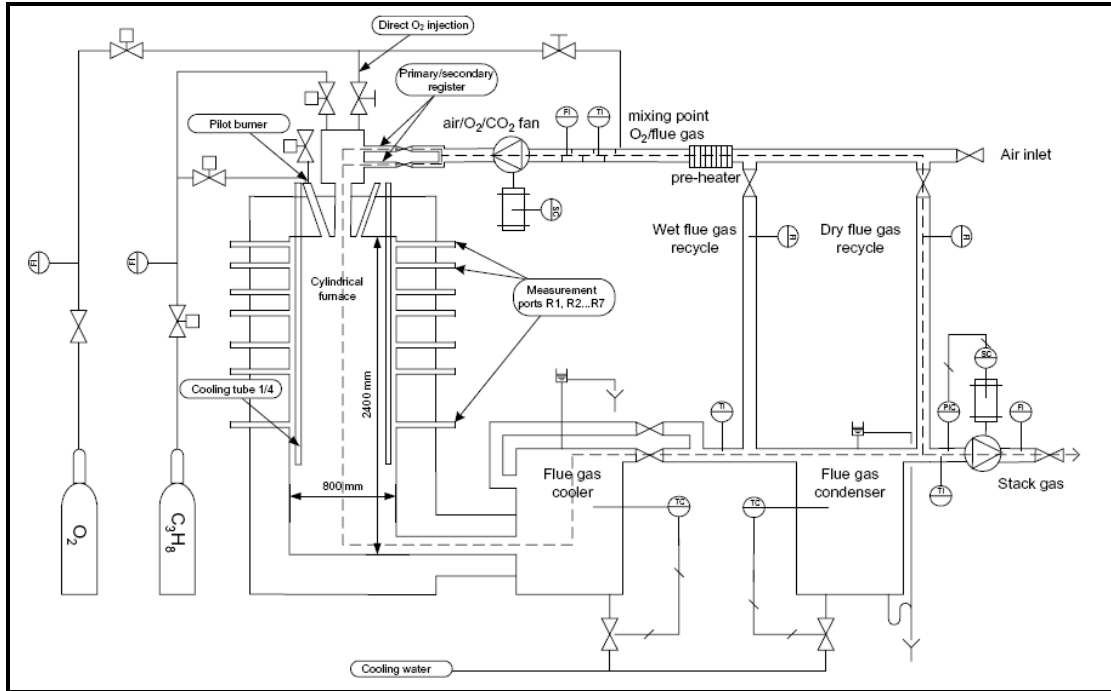 Direct O2 injection
Primary/secondary
register
Pilot burner
air/O2/CO2 fan
FI
TI
mixing point
O2/flue gas
Air inlet
pre-heater
SC
Wet flue gas
recycle
FI
Dry flue gas
recycle
FI
FI
FI
Cylindrical
furnace
Measurement
ports R1, R2...R7
Cooling tube 1/4
2400 mm
800 mm
SC
TI
PIC
FI
TI
Stack gas
Flue gas
cooler
Flue gas
condenser
TC
TC
O2
C3H8
Cooling water